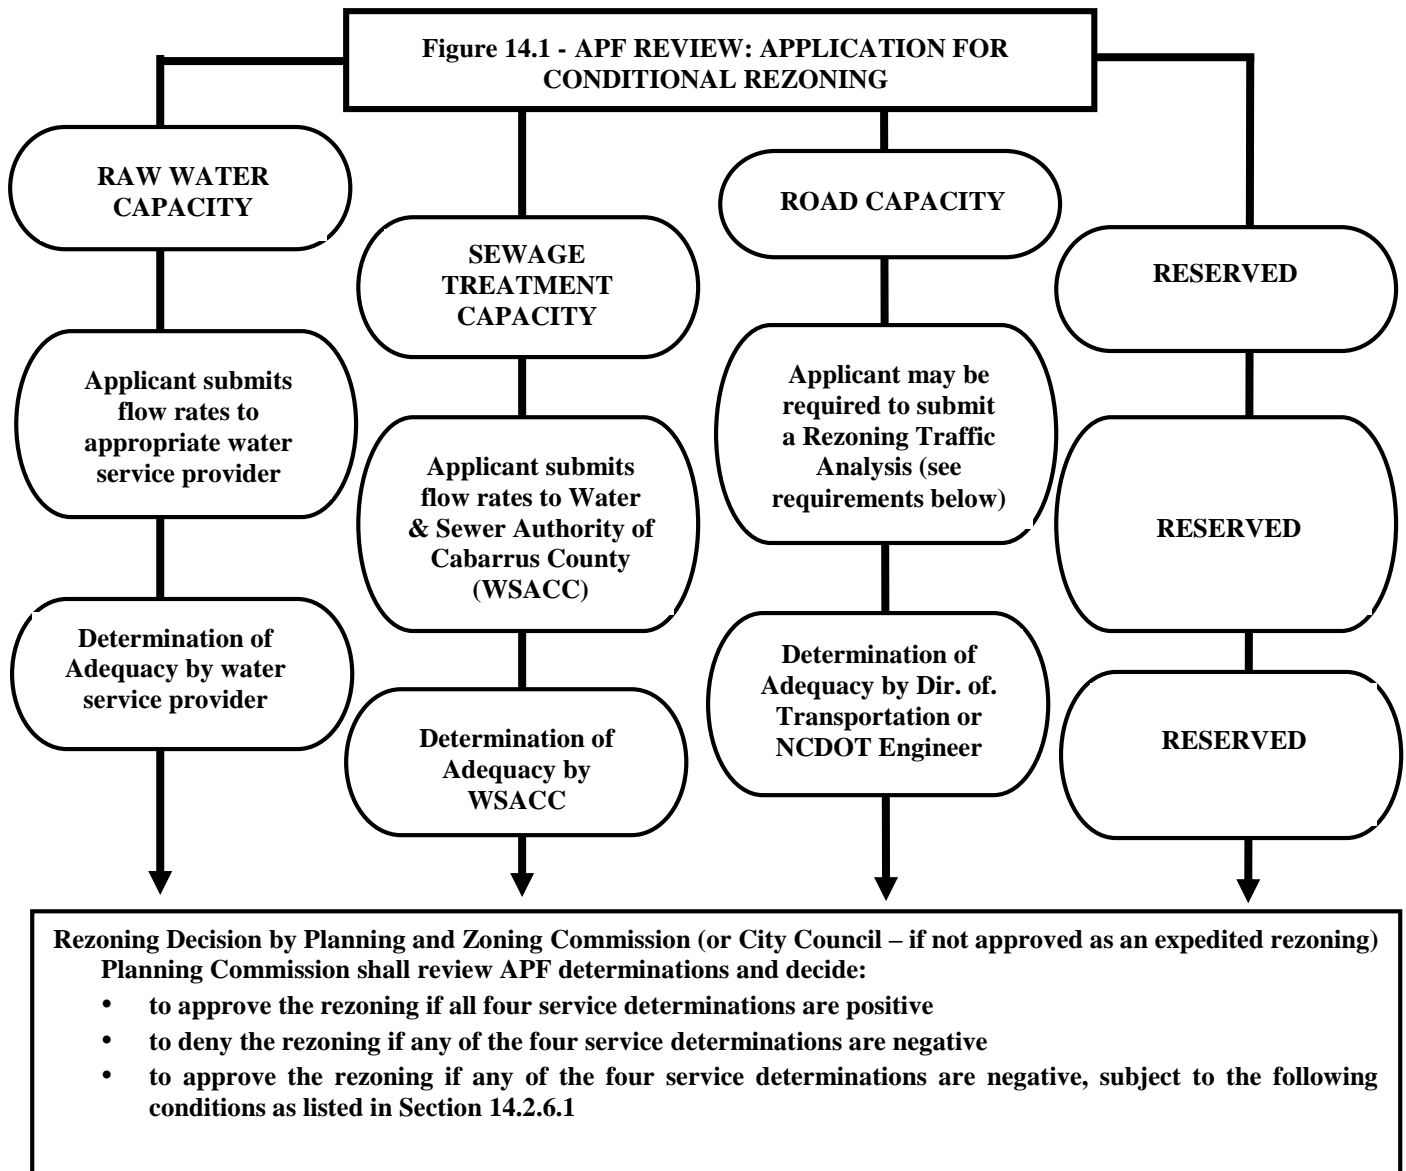 Figure 14.1 - APF REVIEW: APPLICATION FOR
CONDITIONAL REZONING
RAW WATER
CAPACITY
Applicant submits
flow rates to
appropriate water
service provider
Determination of
Adequacy by water
service provider
SEWAGE
TREATMENT
CAPACITY
Applicant submits
flow rates to Water
& Sewer Authority of
Cabarrus County
(WSACC)
Determination of
Adequacy by
WSACC
ROAD CAPACITY
Applicant may be
required to submit
a Rezoning Traffic
Analysis (see
requirements below)
Determination of
Adequacy by Dir. of.
Transportation or
NCDOT Engineer
RESERVED
RESERVED
RESERVED
Rezoning Decision by Planning and Zoning Commission (or City Council – if not approved as an expedited rezoning)
Planning Commission shall review APF determinations and decide:
• to approve the rezoning if all four service determinations are positive
• to deny the rezoning if any of the four service determinations are negative
• to approve the rezoning if any of the four service determinations are negative, subject to the following
conditions as listed in Section 14.2.6.1